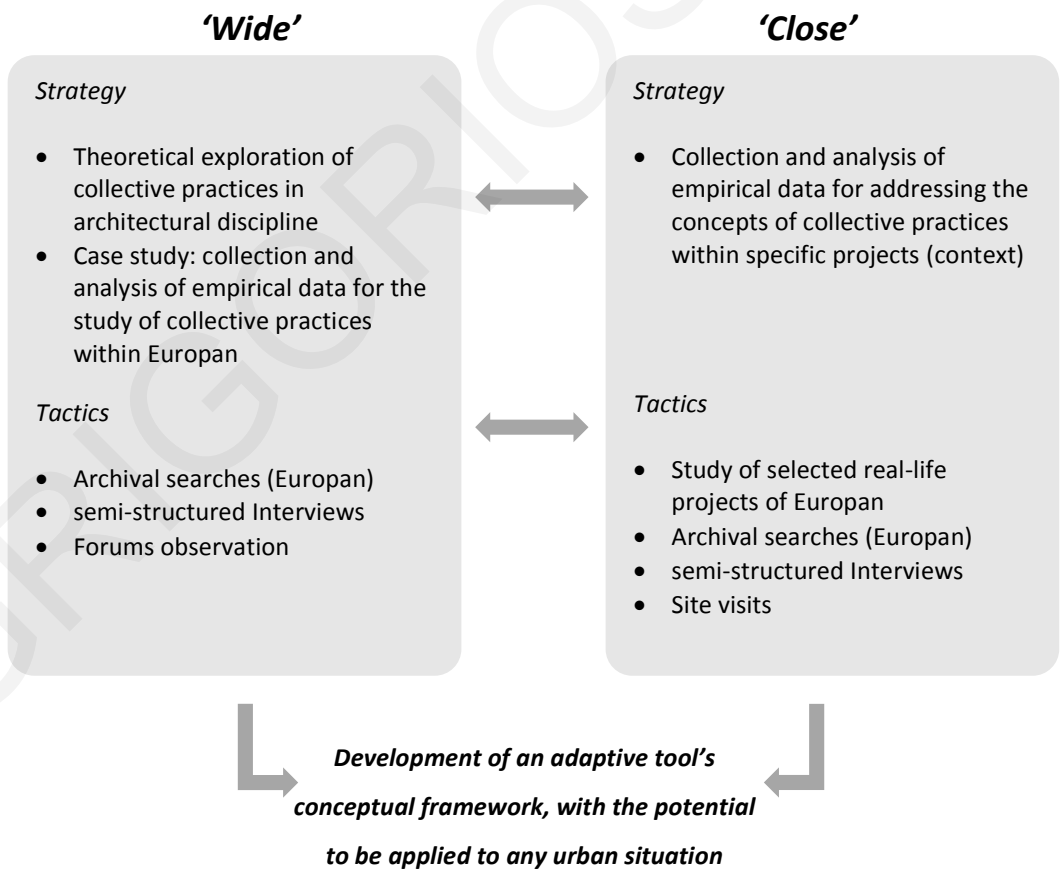 'Wide'
Strategy
• Theoretical exploration of
collective practices in
architectural discipline
• Case study: collection and
analysis of empirical data for the
study of collective practices
within Europan
Tactics
• Archival searches (Europan)
• semi-structured Interviews
• Forums observation
'Close'
Strategy
• Collection and analysis of
empirical data for addressing the
concepts of collective practices
within specific projects (context)
Tactics
• Study of selected real-life
projects of Europan
• Archival searches (Europan)
• semi-structured Interviews
• Site visits
Development of an adaptive tool's
conceptual framework, with the potential
to be applied to any urban situation